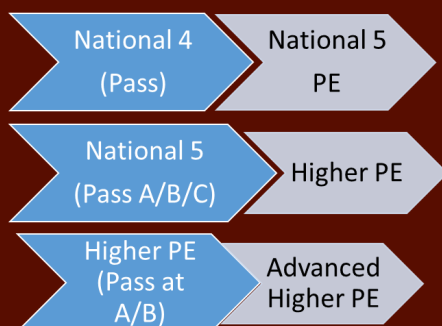 National 4
(Pass)
National 5
PE
National 5
(Pass A/B/C)
Higher PE
Higher PE
(Pass at
A/B)
Advanced
Higher PE